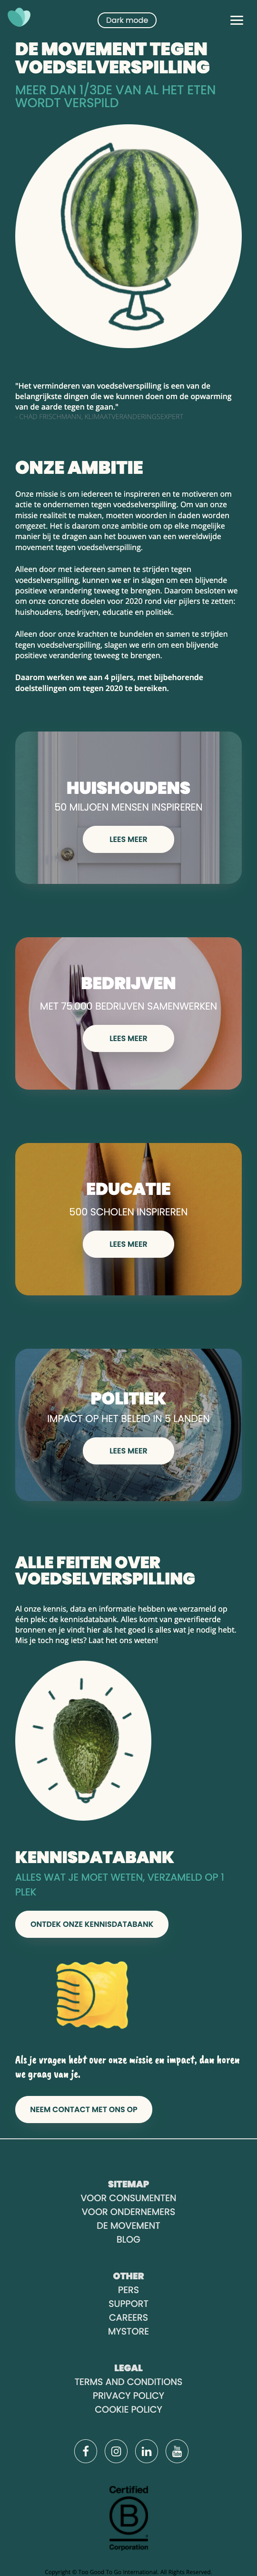 Dark mode
DE MOVEMENT TEGEN
VOEDSELVERSPILLING
MEER DAN 1/3DE VAN AL HET ETEN
WORDT VERSPILD
"Het verminderen van voedselverspilling is een van de
belangrijkste dingen die we kunnen doen om de opwarming
van de aarde tegen te gaan."
- CHAD FRISCHMANN, KLIMAATVERANDERINGSEXPERT
ONZE AMBITIE
Onze missie is om iedereen te inspireren en te motiveren om
actie te ondernemen tegen voedselverspilling. Om van onze
missie realiteit te maken, moeten woorden in daden worden
omgezet. Het is daarom onze ambitie om op elke mogelijke
manier bij te dragen aan het bouwen van een wereldwijde
movement tegen voedselverspilling.
Alleen door met iedereen samen te strijden tegen
voedselverspilling, kunnen we er in slagen om een blijvende
positieve verandering teweeg te brengen. Daarom besloten we
om onze concrete doelen voor 2020 rond vier pijlers te zetten:
huishoudens, bedrijven, educatie en politiek.
Alleen door onze krachten te bundelen en samen te strijden
tegen voedselverspilling, slagen we erin om een blijvende
positieve verandering teweeg te brengen.
Daarom werken we aan 4 pijlers, met bijbehorende
doelstellingen om tegen 2020 te bereiken.
HUISHOUDENS
50 MILJOEN MENSEN INSPIREREN
LEES MEER
BEDRIJVEN
MET 75.000 BEDRIJVEN SAMENWERKEN
LEES MEER
EDUCATIE
500 SCHOLEN INSPIREREN
LEES MEER
POLITIEK
IMPACT OP HET BELEID IN 5 LANDEN
LEES MEER
ALLE FEITEN OVER
VOEDSELVERSPILLING
Al onze kennis, data en informatie hebben we verzameld op
één plek: de kennisdatabank. Alles komt van geverifieerde
bronnen en je vindt hier als het goed is alles wat je nodig hebt.
Mis je toch nog iets? Laat het ons weten!
KENNISDATABANK
ALLES WAT JE MOET WETEN, VERZAMELD OP 1
PLEK
ONTDEK ONZE KENNISDATABANK
Als je vragen hebt over onze missie en impact, dan horen
we graag van je.
NEEM CONTACT MET ONS OP
SITEMAP
VOOR CONSUMENTEN
VOOR ONDERNEMERS
DE MOVEMENT
BLOG
OTHER
PERS
SUPPORT
CAREERS
MYSTORE
LEGAL
TERMS AND CONDITIONS
PRIVACY POLICY
COOKIE POLICY
f
in
You
Tube
Certified
B
Corporation
Copyright © Too Good To Go International. All Rights Reserved.